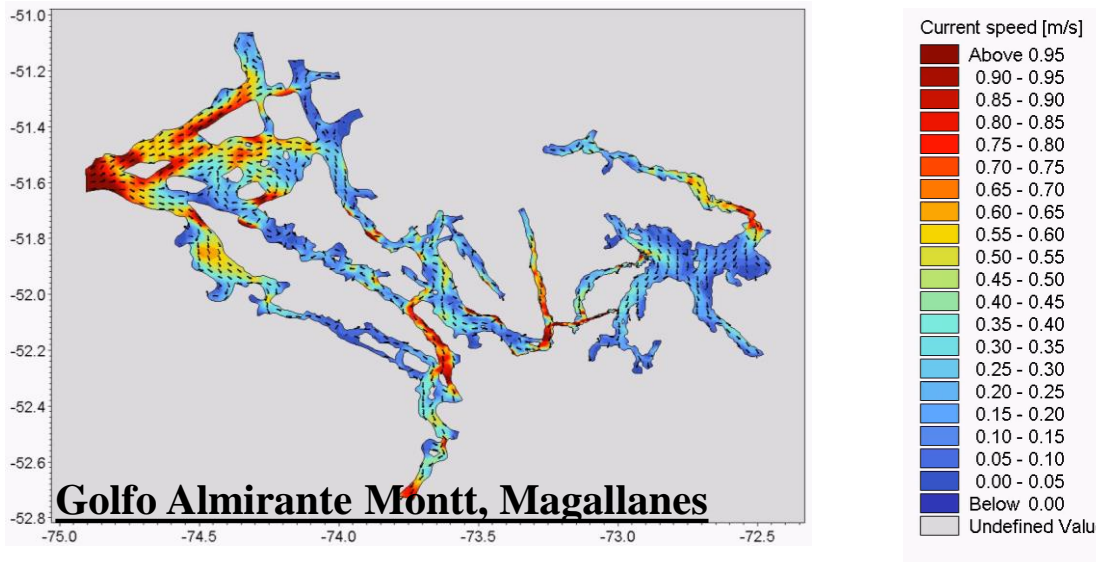 -51.0
-51.2
-51.4
-51.6
-51.8
-52.0
-52.2
-52.4
-52.6
-52.8
-75.0 -74.5 -74.0 -73.5 -73.0 -72.5
Golfo Almirante Montt, Magallanes
Current speed [m/s]
Above 0.95
0.90 - 0.95
0.85 - 0.90
0.80 - 0.85
0.75 - 0.80
0.70 - 0.75
0.65 - 0.70
0.60 - 0.65
0.55 - 0.60
0.50 - 0.55
0.45 - 0.50
0.40 - 0.45
0.35 - 0.40
0.30 - 0.35
0.25 - 0.30
0.20 - 0.25
0.15 - 0.20
0.10 - 0.15
0.05 - 0.10
0.00 - 0.05
Below 0.00
Undefined Valu